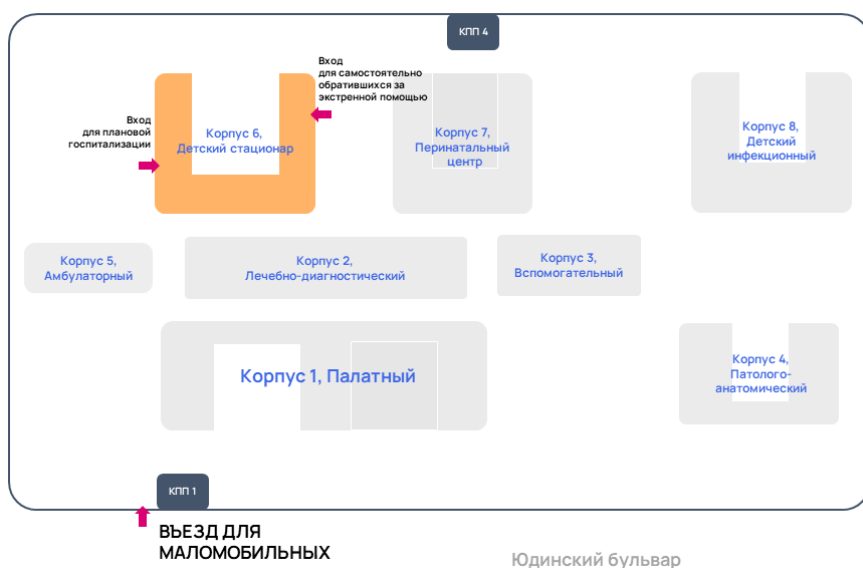 КПП 4
Вход
для самостоятельно
обратившихся за
экстренной помощью
Вход
для плановой
госпитализации
Корпус 6,
Детский стационар
Корпус 7,
Перинатальный
центр
Корпус 8,
Детский
инфекционный
Корпус 5,
Амбулаторный
Корпус 2,
Лечебно-диагностический
Корпус 3,
Вспомогательный
Корпус 1, Палатный
Корпус 4,
Патолого-
анатомический
КПП 1
ВЪЕЗД ДЛЯ
МАЛОМОБИЛЬНЫХ
Юдинский бульвар